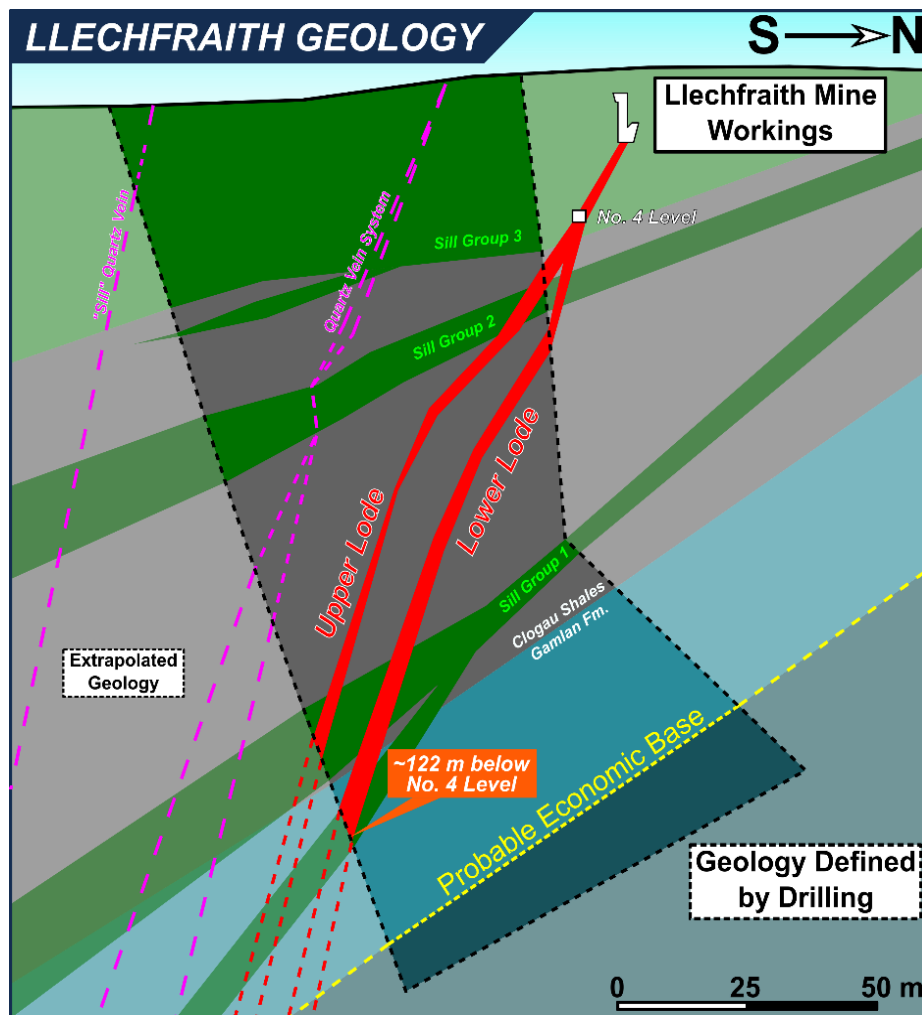 LLECHFRAITH GEOLOGY
S
N
Llechfraith Mine
Workings
No. 4 Level
"Sill" Quartz Vein
Quartz Vein System
Sill Group 3
Sill Group 2
Upper Lode
Lower Lode
Sill Group 1
Clogau Shales
Gamlan Fm.
Extrapolated
Geology
~122 m below
No. 4 Level
Probable Economic Base
Geology Defined
by Drilling
0 25 50 m